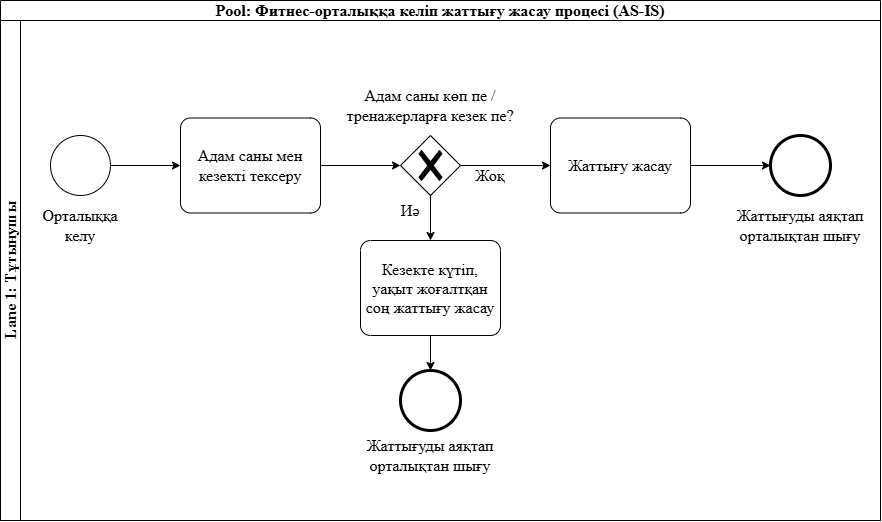 Pool: Фитнес-орталыққа келіп жаттығу жасау процесі (AS-IS)
Lane 1: Тұтынушы
Орталыққа
келу
Адам саны мен
кезекті тексеру
Адам саны көп пе /
тренажерларға кезек пе?
Жоқ
Иә
Жаттығу жасау
Жаттығуды аяқтап
орталықтан шығу
Кезекте күтіп,
уақыт жоғалтқан
соң жаттығу жасау
Жаттығуды аяқтап
орталықтан шығу